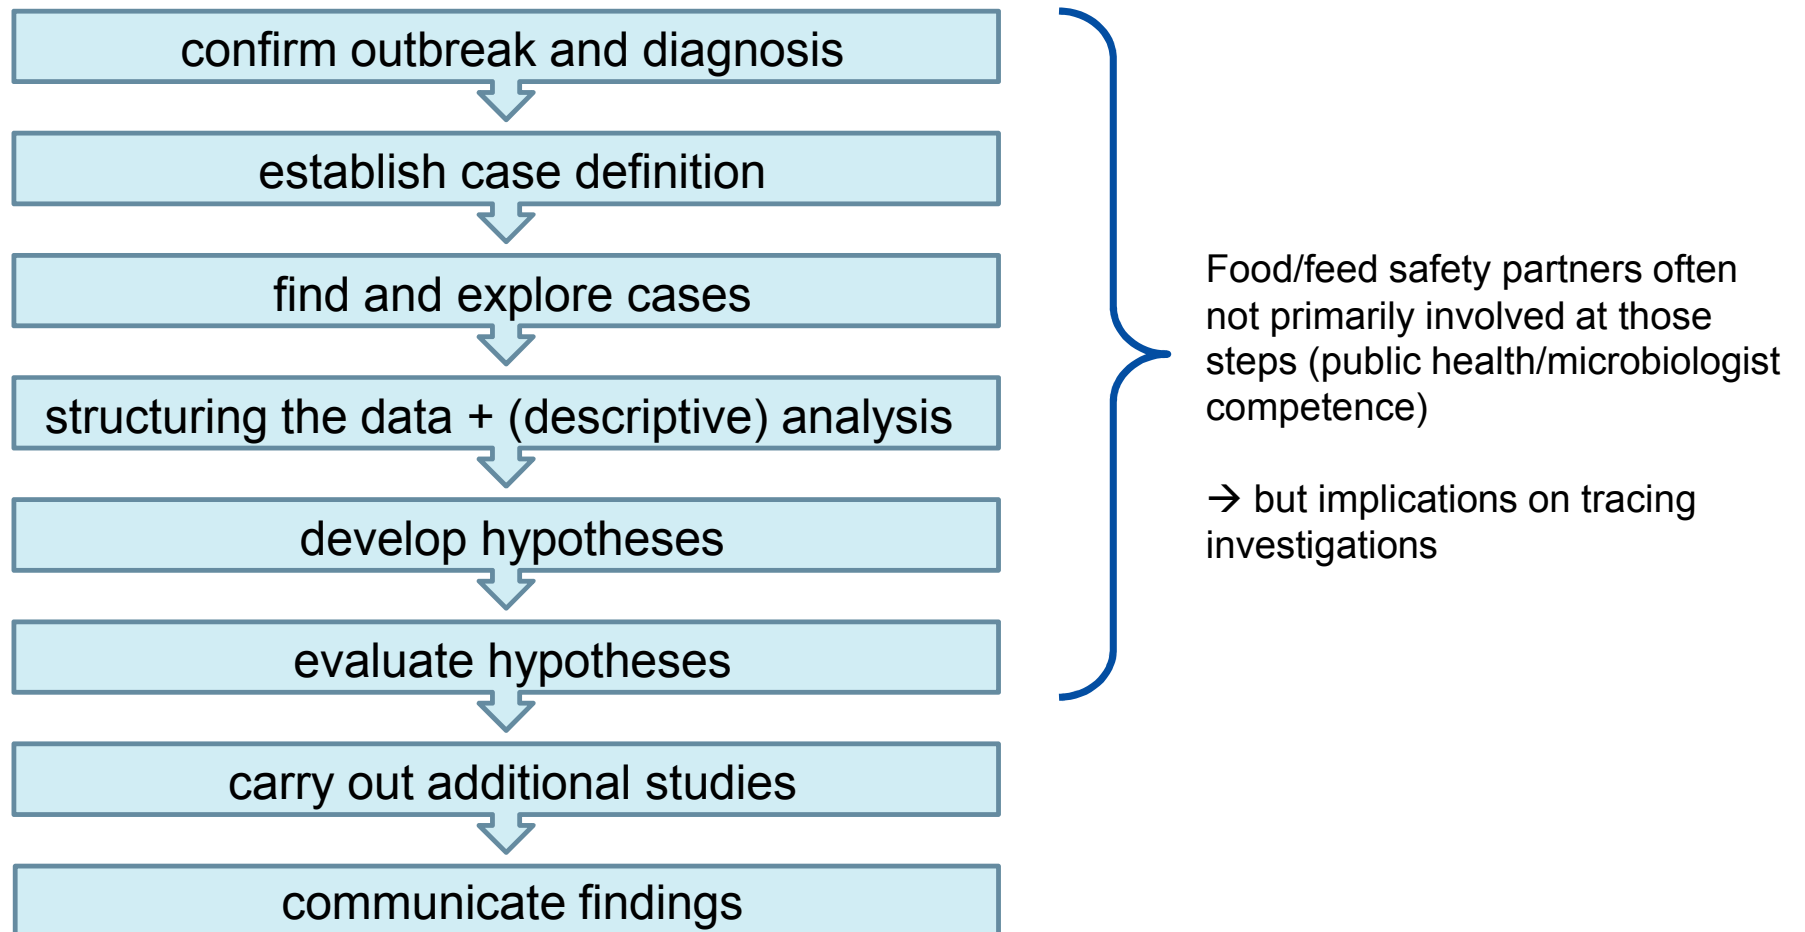 confirm outbreak and diagnosis
establish case definition
find and explore cases
structuring the data + (descriptive) analysis
develop hypotheses
evaluate hypotheses
carry out additional studies
communicate findings
Food/feed safety partners often
not primarily involved at those
steps (public health/microbiologist
competence)
→ but implications on tracing
investigations